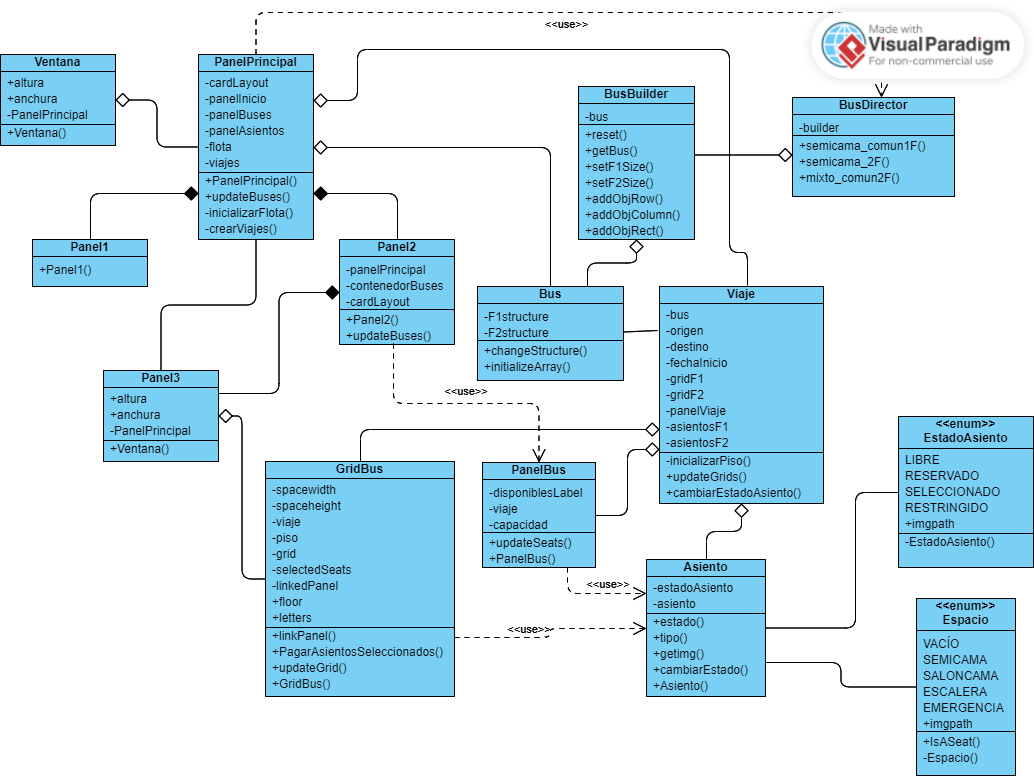 <<use>>
Made with
VisualParadigm
For non-commercial use
Ventana
+altura
+anchura
-PanelPrincipal
+Ventana()
PanelPrincipal
-cardLayout
-panelInicio
-panelBuses
-panelAsientos
-flota
-viajes
+PanelPrincipal()
+updateBuses()
-inicializarFlota()
-crearViajes()
BusBuilder
-bus
+reset()
+getBus()
+setF1Size()
+setF2Size()
+addObjRow()
+addObjColumn()
+addObjRect()
BusDirector
-builder
+semicama_comun1F()
+semicama_2F()
+mixto_comun2F()
Panel1
+Panel1()
Panel2
-panelPrincipal
-contenedorBuses
-cardLayout
+Panel2()
+updateBuses()
Bus
-F1structure
-F2structure
+changeStructure()
+initializeArray()
Viaje
-bus
-origen
-destino
-fechaInicio
-gridF1
-gridF2
-panelViaje
-asientosF1
-asientosF2
-inicializarPiso()
+updateGrids()
+cambiarEstadoAsiento()
Panel3
+altura
+anchura
-PanelPrincipal
+Ventana()
<<use>>
GridBus
-spacewidth
-spaceheight
-viaje
-piso
-grid
-selectedSeats
-linkedPanel
+floor
+letters
+linkPanel()
+PagarAsientosSeleccionados()
+updateGrid()
+GridBus()
PanelBus
-disponiblesLabel
-viaje
-capacidad
+updateSeats()
+PanelBus()
<<enum>>
EstadoAsiento
LIBRE
RESERVADO
SELECCIONADO
RESTRINGIDO
+imgpath
-EstadoAsiento()
<<use>>
<<use>>
Asiento
-estadoAsiento
-asiento
+estado()
+tipo()
+getimg()
+cambiarEstado()
+Asiento()
<<enum>>
Espacio
VACÍO
SEMICAMA
SALONCAMA
ESCALERA
EMERGENCIA
+imgpath
+IsASeat()
-Espacio()